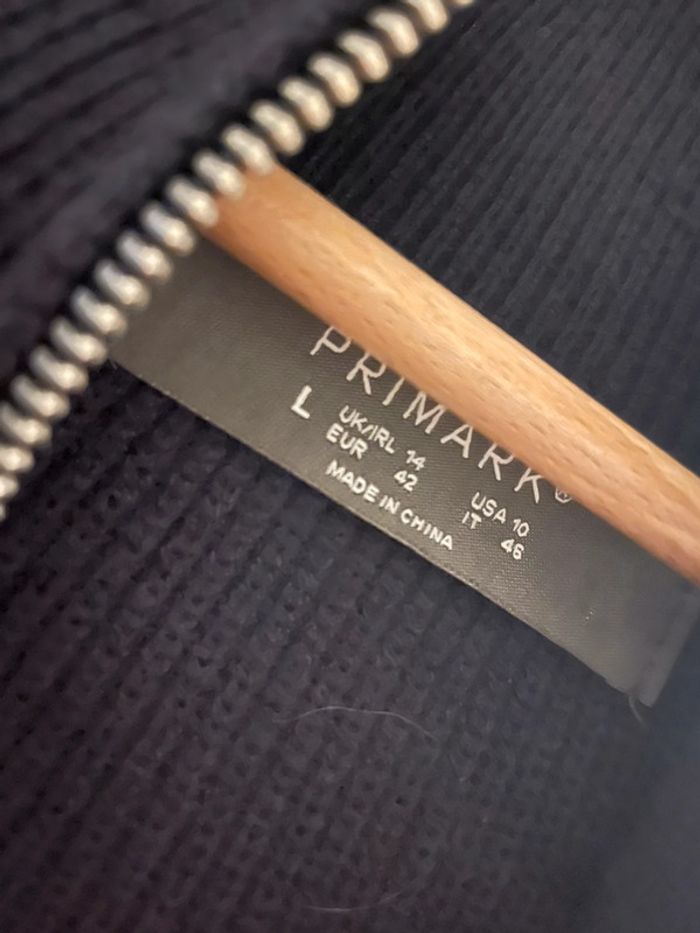 PRIMARK®
L
UK/IRL 14 USA 10
EUR 42 IT 46
MADE IN CHINA